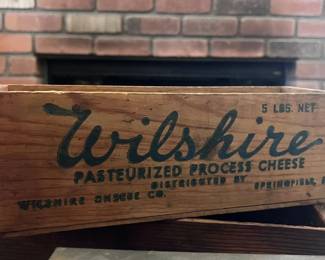 5 LBS. NET
Wilshire
PASTEURIZED PROCESS CHEESE
DISTRIBUTED BY
WILSHIRE CHEESE CO. SPRINGFIELD,